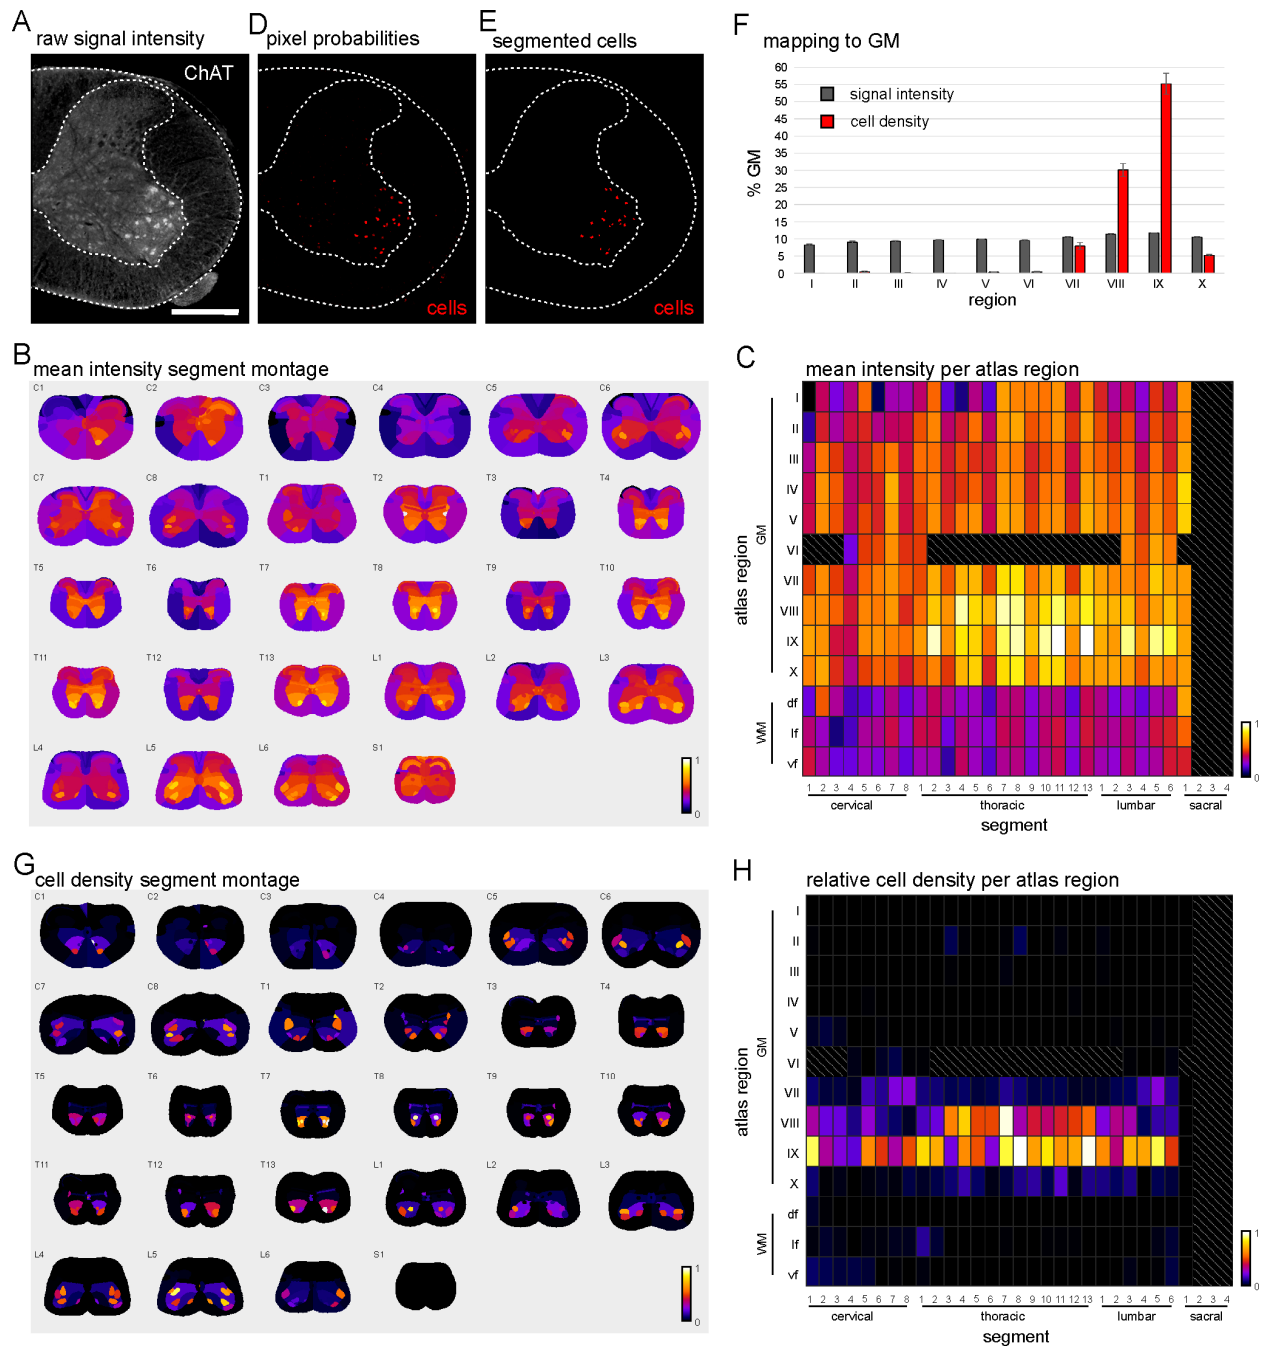 A raw signal intensity
ChAT
D pixel probabilities
cells
E segmented cells
cells
F mapping to GM
signal intensity
cell density
% GM
60
55
50
45
40
35
30
25
20
15
10
5
0
I II III IV V VI VII VIII IX X
region
B mean intensity segment montage
C1 C2 C3 C4 C5 C6
C7 C8 T1 T2 T3 T4
T5 T6 T7 T8 T9 T10
T11 T12 T13 L1 L2 L3
L4 L5 L6 S1
1
0
C mean intensity per atlas region
atlas region
GM
I
II
III
IV
V
VI
VII
VIII
IX
X
WM
df
lf
vf
1
0
1 2 3 4 5 6 7 8 1 2 3 4 5 6 7 8 9 10 11 12 13 1 2 3 4 5 6 1 2 3 4
cervical thoracic lumbar sacral
segment
G cell density segment montage
C1 C2 C3 C4 C5 C6
C7 C8 T1 T2 T3 T4
T5 T6 T7 T8 T9 T10
T11 T12 T13 L1 L2 L3
L4 L5 L6 S1
1
0
H relative cell density per atlas region
atlas region
GM
I
II
III
IV
V
VI
VII
VIII
IX
X
WM
df
lf
vf
1
0
1 2 3 4 5 6 7 8 1 2 3 4 5 6 7 8 9 10 11 12 13 1 2 3 4 5 6 1 2 3 4
cervical thoracic lumbar sacral
segment